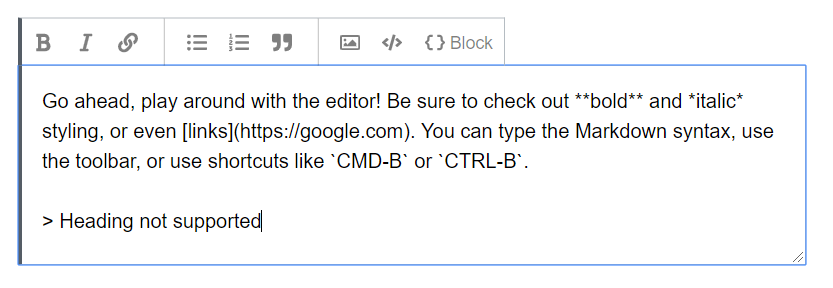 B I Block
Go ahead, play around with the editor! Be sure to check out **bold** and *italic*
styling, or even [links](https://google.com). You can type the Markdown syntax, use
the toolbar, or use shortcuts like `CMD-B` or `CTRL-B`.
> Heading not supported